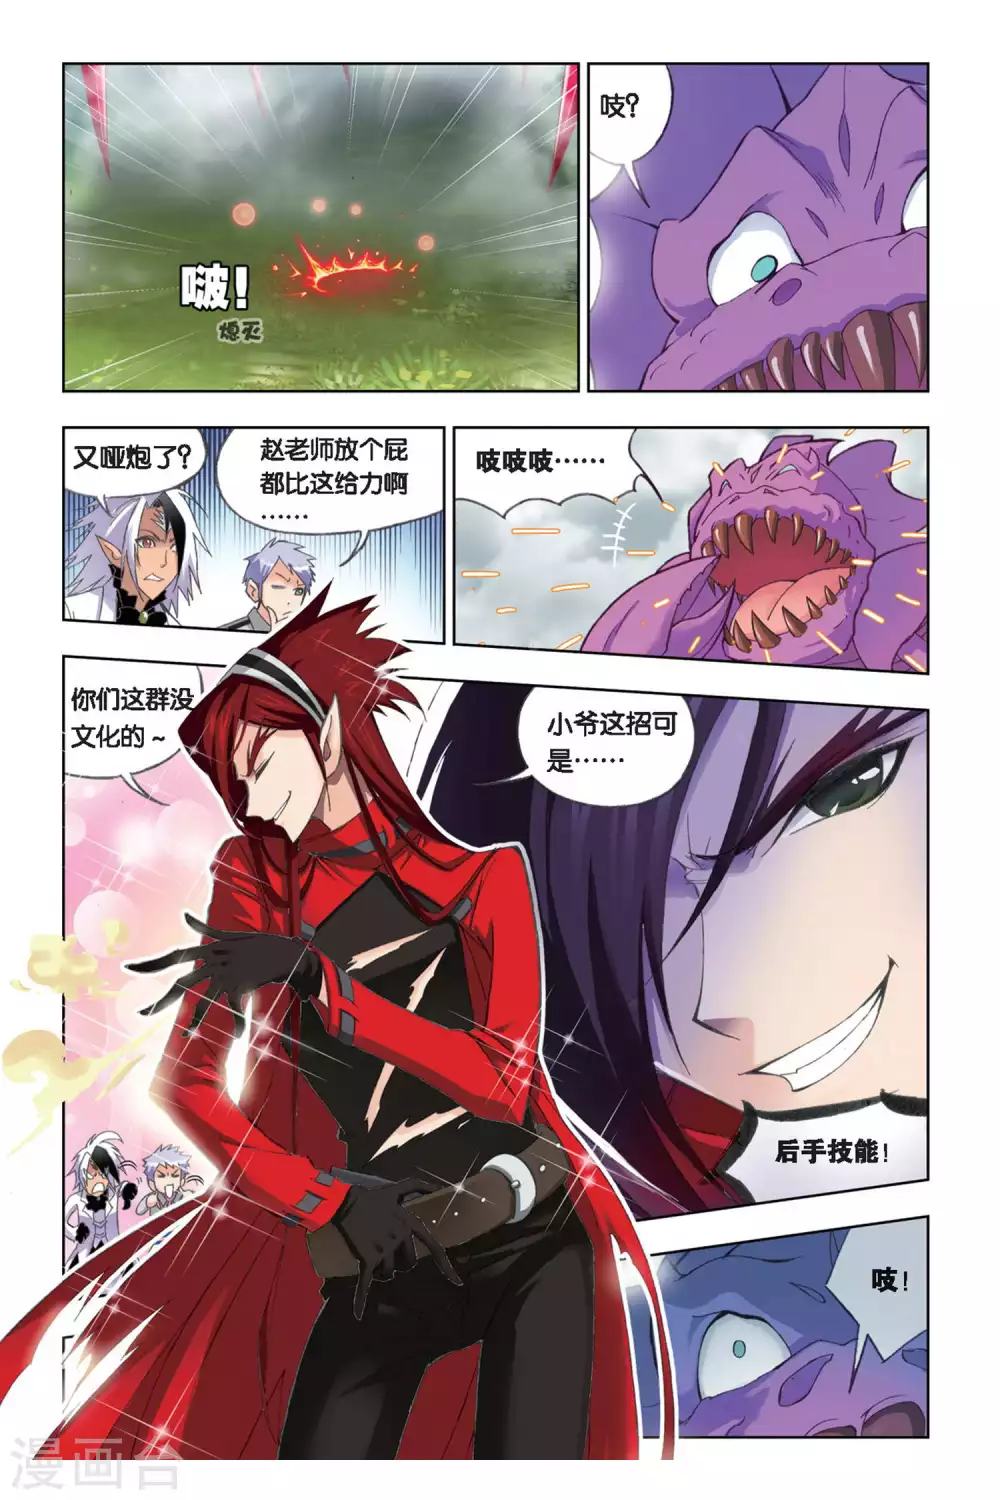 啵！
熄灭
吱？
又哑炮了？
赵老师放个屁
都比这给力啊
……
吱吱吱……
你们这群没
文化的～
小爷这招可
是……
后手技能！
吱！
漫画台